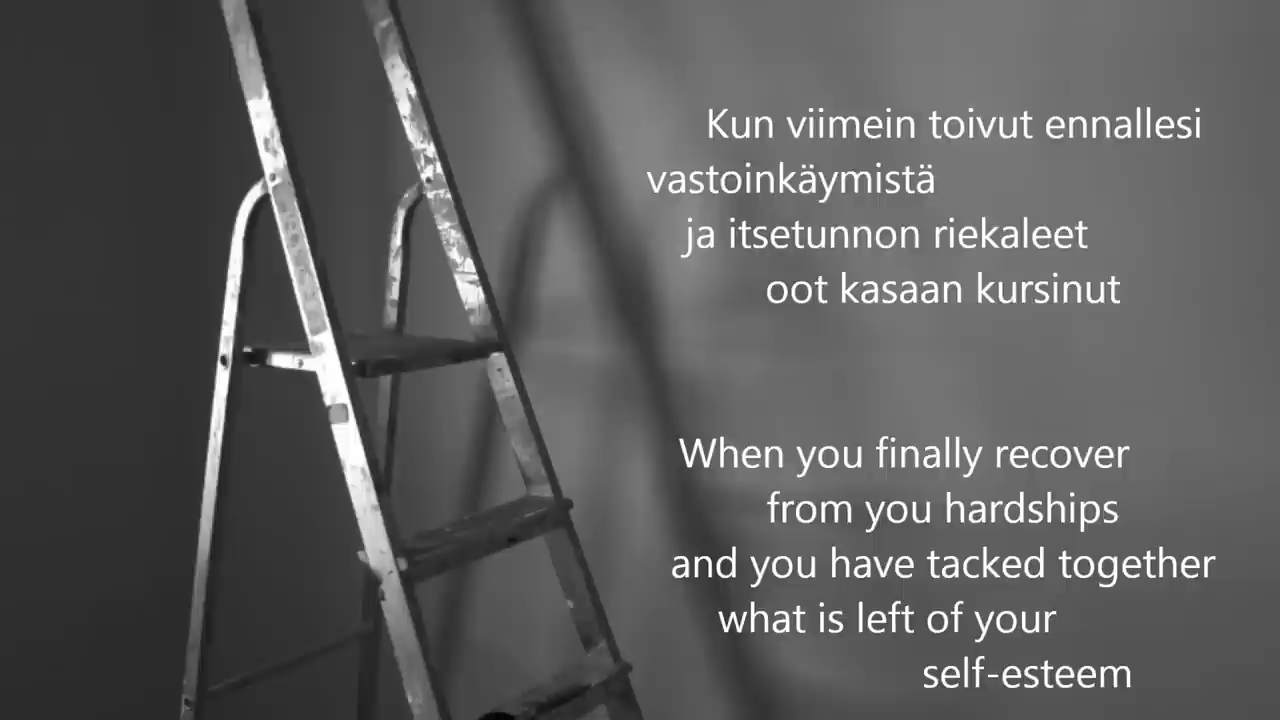 Kun viimein toivut ennallesi
vastoinkäymistä
ja itsetunnon riekaleet
oot kasaan kursinut
When you finally recover
from you hardships
and you have tacked together
what is left of your
self-esteem